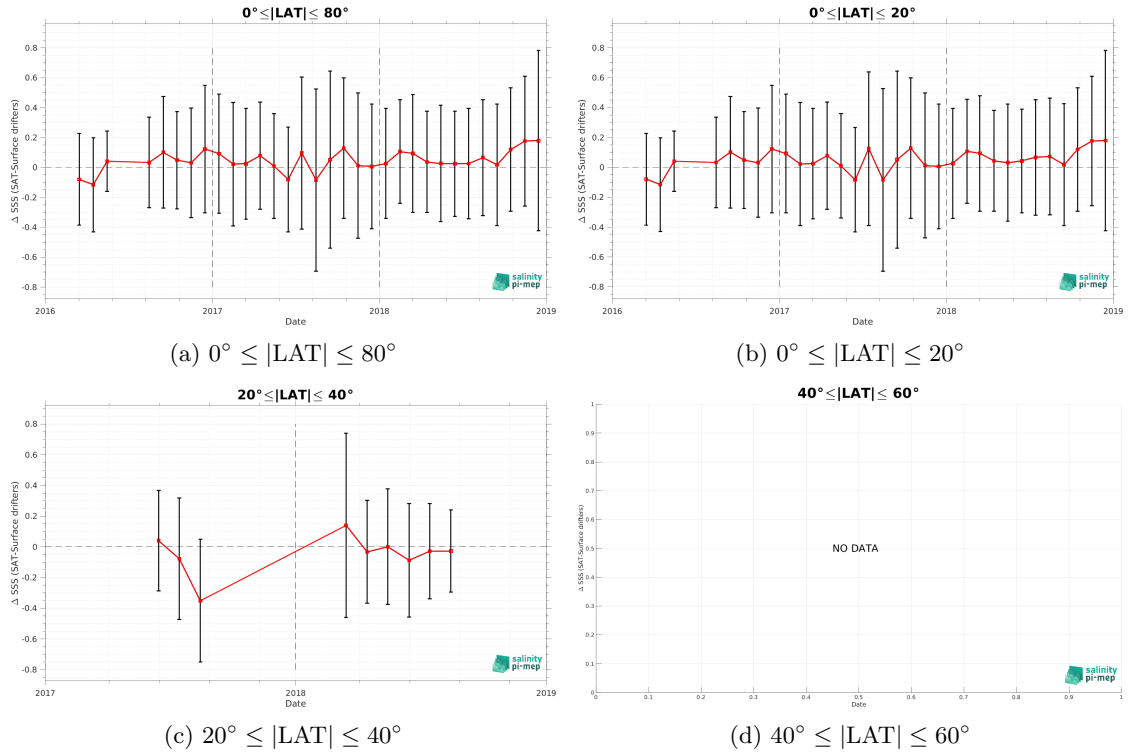 0°≤|LAT|≤ 80°
Δ SSS (SAT-Surface drifters)
0.8
0.6
0.4
0.2
0
-0.2
-0.4
-0.6
-0.8
salinity
pi-mep
2016 2017 2018 2019
Date
(a) 0° ≤ |LAT| ≤ 80°
0°≤|LAT|≤ 20°
Δ SSS (SAT-Surface drifters)
0.8
0.6
0.4
0.2
0
-0.2
-0.4
-0.6
-0.8
salinity
pi-mep
2016 2017 2018 2019
Date
(b) 0° ≤ |LAT| ≤ 20°
20°≤|LAT|≤ 40°
Δ SSS (SAT-Surface drifters)
0.8
0.6
0.4
0.2
0
-0.2
-0.4
-0.6
-0.8
salinity
pi-mep
2017 2018 2019
Date
(c) 20° ≤ |LAT| ≤ 40°
40°≤|LAT|≤ 60°
Δ SSS (SAT-Surface drifters)
1
0.9
0.8
0.7
0.6
0.5
0.4
0.3
0.2
0.1
0
NO DATA
salinity
pi-mep
0 0.1 0.2 0.3 0.4 0.5 0.6 0.7 0.8 0.9 1
Date
(d) 40° ≤ |LAT| ≤ 60°